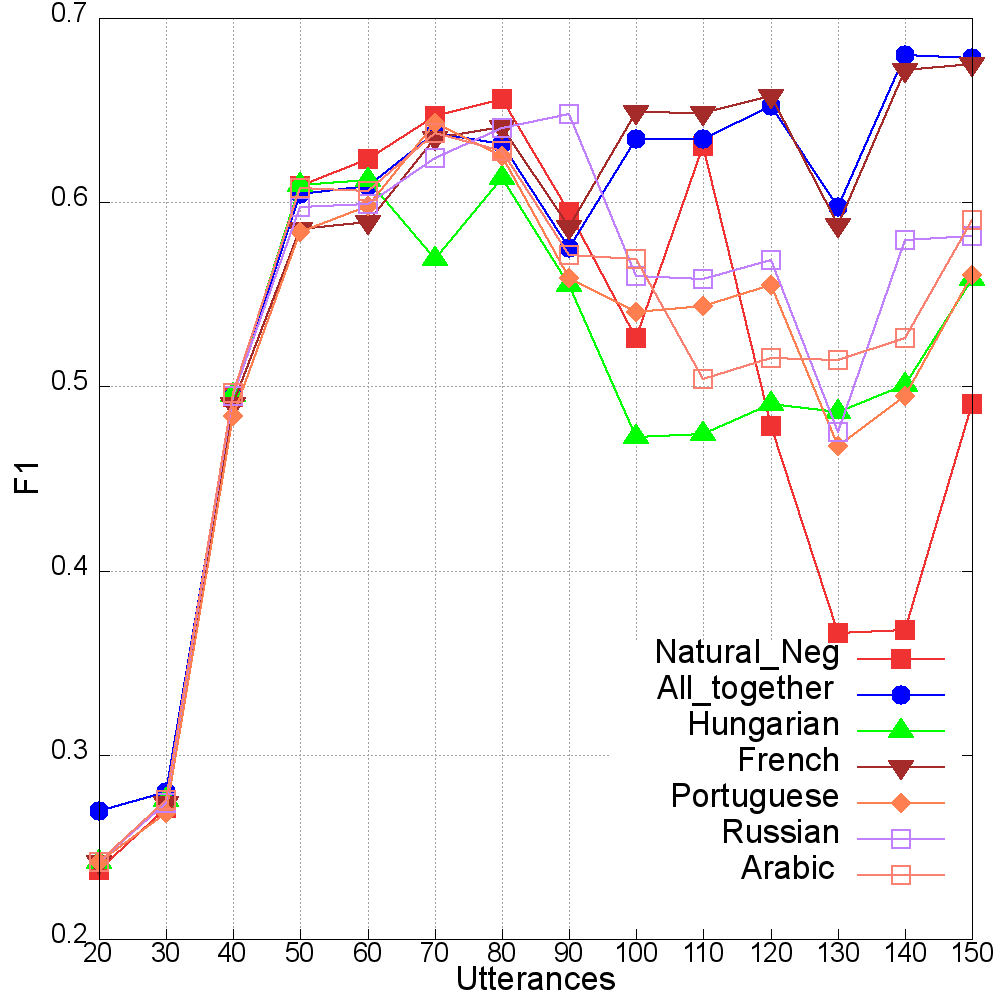 0.7
0.6
0.5
0.4
0.3
0.2
F1
20 30 40 50 60 70 80 90 100 110 120 130 140 150
Utterances
Natural_Neg
All_together
Hungarian
French
Portuguese
Russian
Arabic